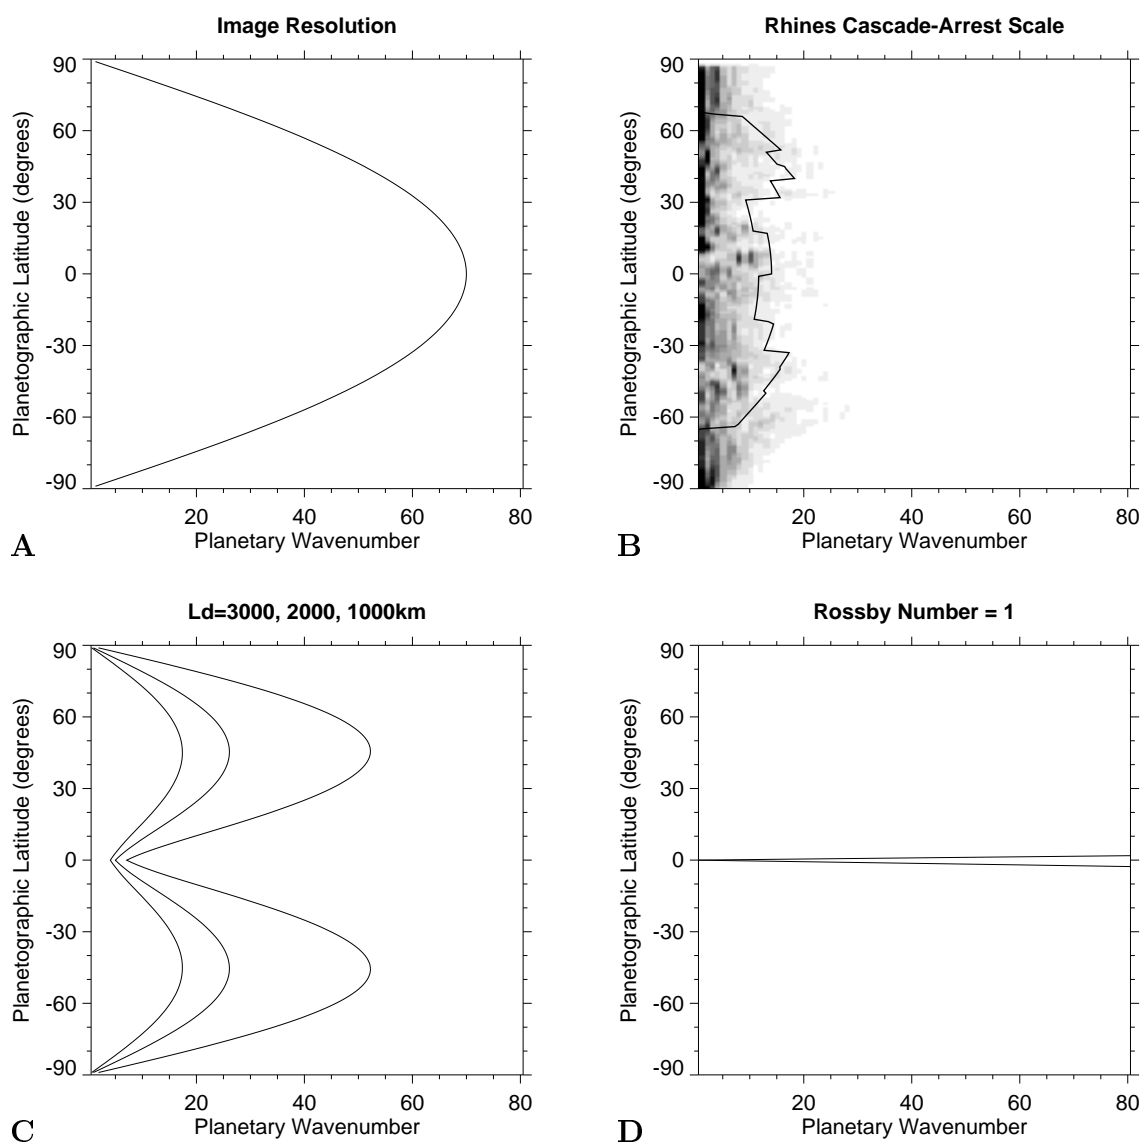 Image Resolution
Planetographic Latitude (degrees)
90
60
30
0
-30
-60
-90
20 40 60 80
Planetary Wavenumber
A
Rhines Cascade-Arrest Scale
Planetographic Latitude (degrees)
90
60
30
0
-30
-60
-90
20 40 60 80
Planetary Wavenumber
B
Ld=3000, 2000, 1000km
Planetographic Latitude (degrees)
90
60
30
0
-30
-60
-90
20 40 60 80
Planetary Wavenumber
C
Rossby Number = 1
Planetographic Latitude (degrees)
90
60
30
0
-30
-60
-90
20 40 60 80
Planetary Wavenumber
D